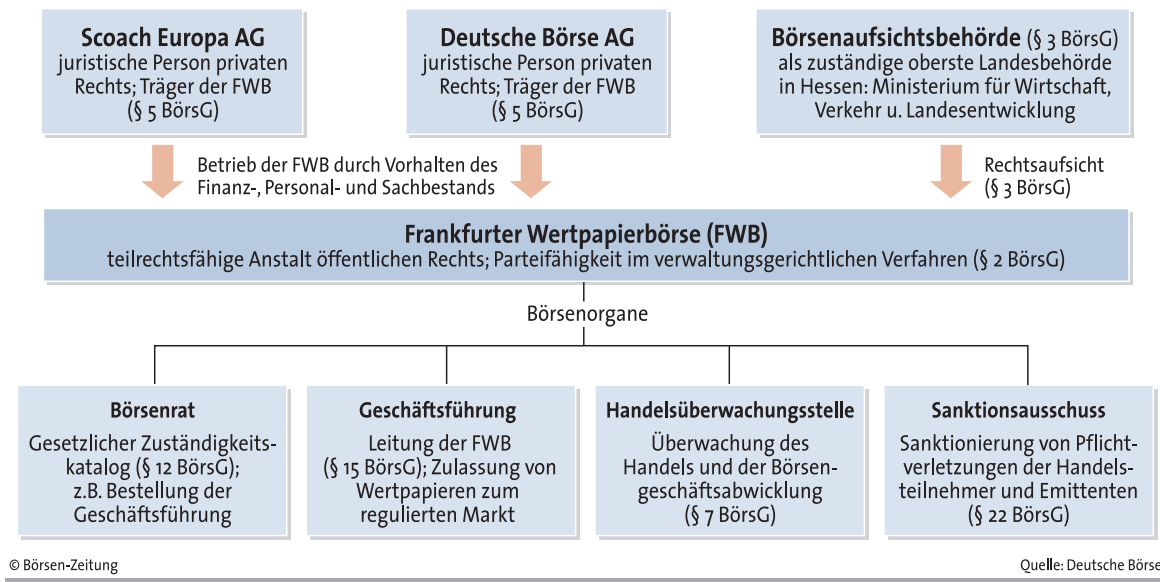 Scoach Europa AG
juristische Person privaten
Rechts; Träger der FWB
(§ 5 BörsG)
Deutsche Börse AG
juristische Person privaten
Rechts; Träger der FWB
(§ 5 BörsG)
Börsenaufsichtsbehörde (§ 3 BörsG)
als zuständige oberste Landesbehörde
in Hessen: Ministerium für Wirtschaft,
Verkehr u. Landesentwicklung
Betrieb der FWB durch Vorhalten des
Finanz-, Personal- und Sachbestands
Rechtsaufsicht
(§ 3 BörsG)
Frankfurter Wertpapierbörse (FWB)
teilrechtsfähige Anstalt öffentlichen Rechts; Parteifähigkeit im verwaltungsgerichtlichen Verfahren (§ 2 BörsG)
Börsenorgane
Börsenrat
Gesetzlicher Zuständigkeits-
katalog (§ 12 BörsG);
z.B. Bestellung der
Geschäftsführung
Geschäftsführung
Leitung der FWB
(§ 15 BörsG); Zulassung von
Wertpapieren zum
regulierten Markt
Handelsüberwachungsstelle
Überwachung des
Handels und der Börsen-
geschäftsabwicklung
(§ 7 BörsG)
Sanktionsausschuss
Sanktionierung von Pflicht-
verletzungen der Handels-
teilnehmer und Emittenten
(§ 22 BörsG)
© Börsen-Zeitung
Quelle: Deutsche Börse